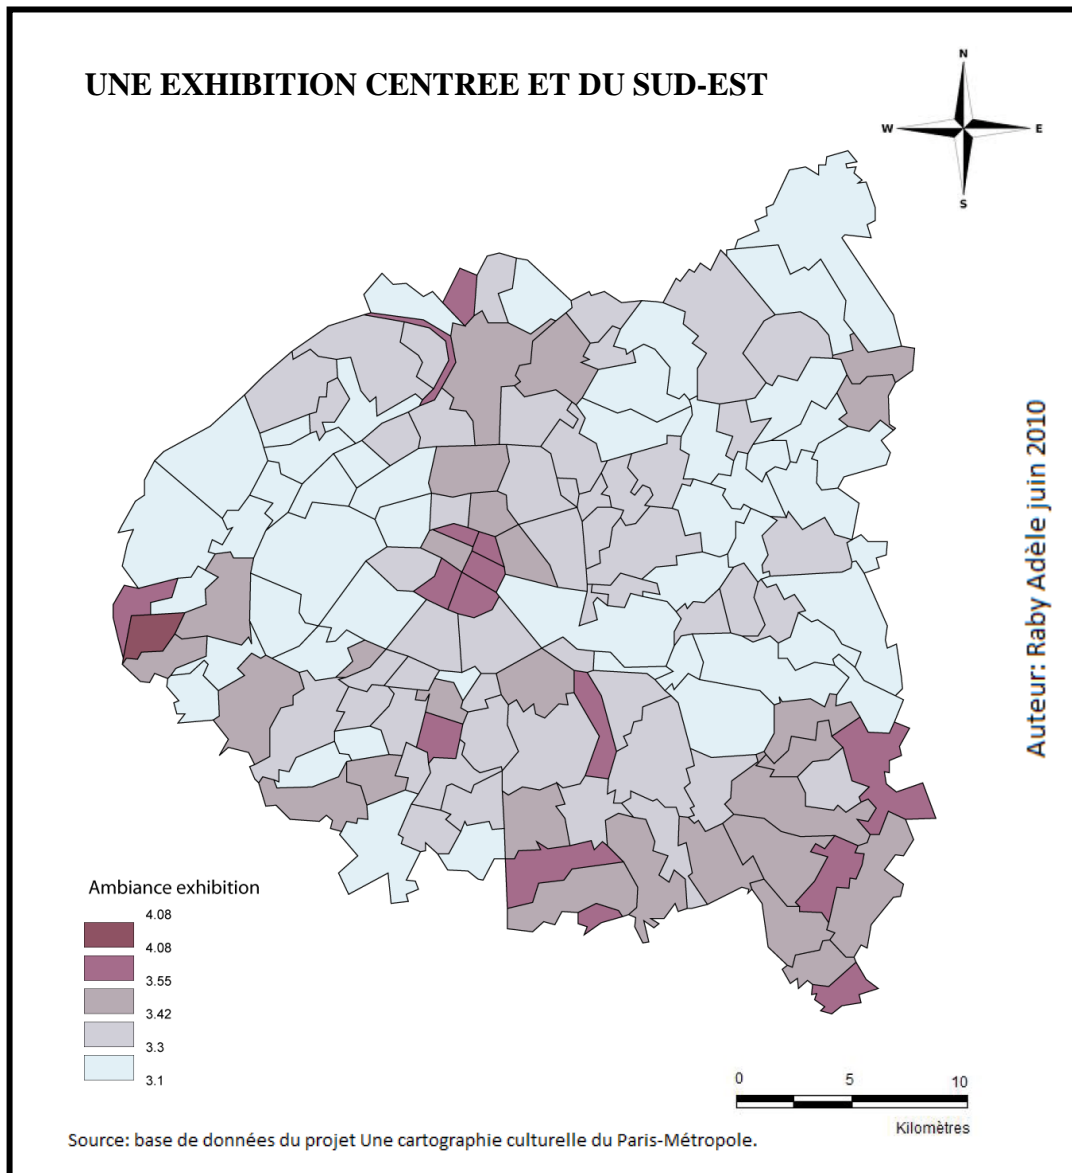 UNE EXHIBITION CENTREE ET DU SUD-EST
N
W
E
S
Auteur: Raby Adèle juin 2010
Ambiance exhibition
4.08
4.08
3.55
3.42
3.3
3.1
0 5 10
Kilomètres
Source: base de données du projet Une cartographie culturelle du Paris-Métropole.